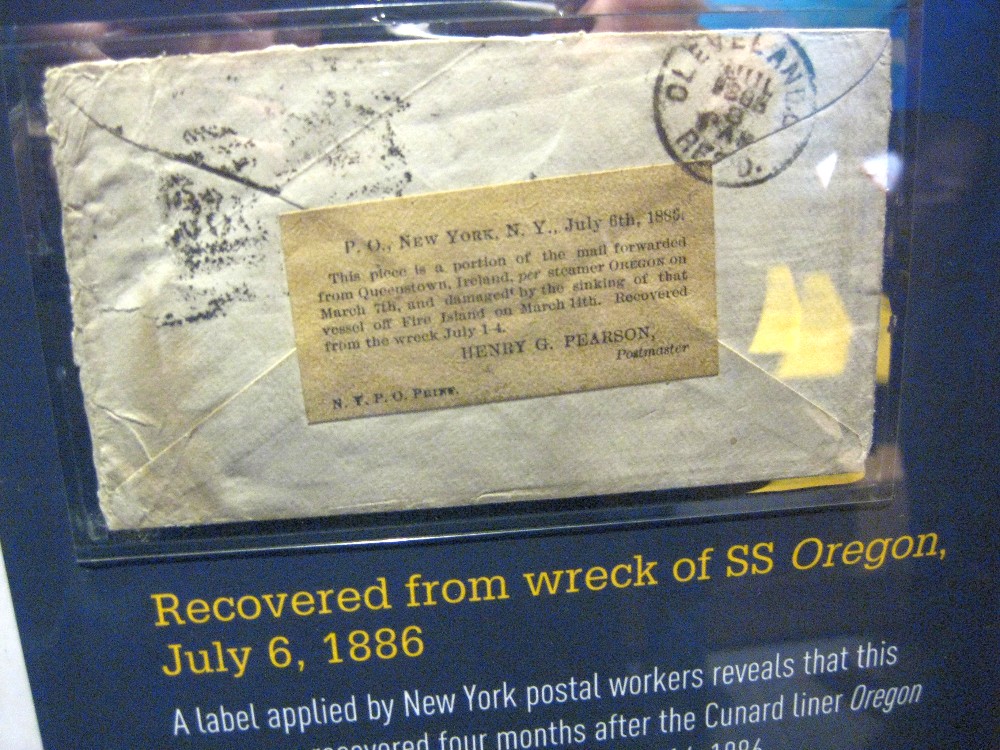 CLEVELAND, O.
JUL
REC'D.
P. O., NEW YORK, N. Y., July 6th, 1886.
This piece is a portion of the mail forwarded
from Queenstown, Ireland, per steamer OREGON on
March 7th, and damaged by the sinking of that
vessel off Fire Island on March 14th. Recovered
from the wreck July 1-4.
HENRY G. PEARSON,
Postmaster
N. Y. P. O. PRINT.
Recovered from wreck of SS Oregon,
July 6, 1886
A label applied by New York postal workers reveals that this
recovered four months after the Cunard liner Oregon